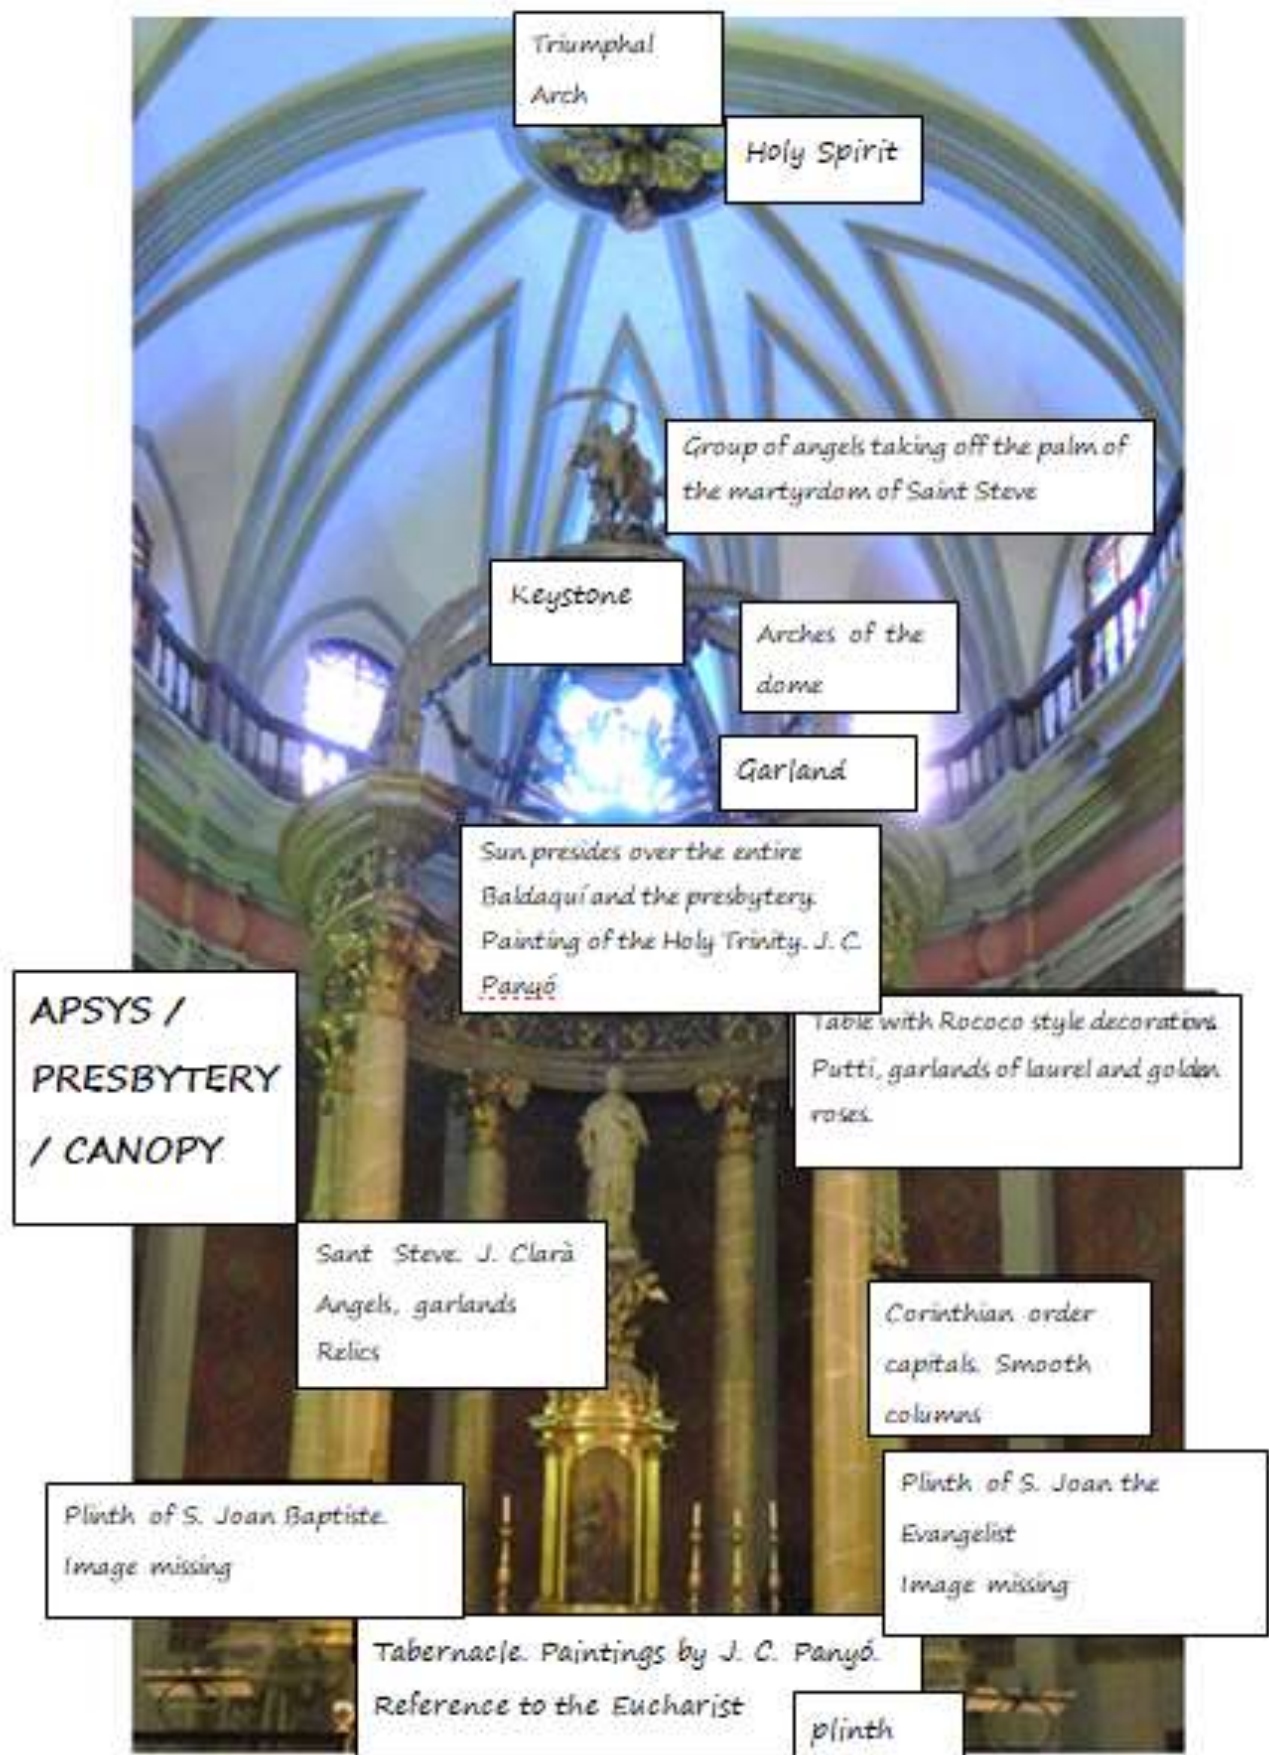 Triumphal
Arch
Holy Spirit
Group of angels taking off the palm of
the martyrdom of Saint Steve
Keystone
Arches of the
dome
Garland
Sun presides over the entire
Baldaquí and the presbytery.
Painting of the Holy Trinity. J. C.
Panyó
APSYS /
PRESBYTERY
/ CANOPY
Table with Rococo style decorations.
Putti, garlands of laurel and golden
roses.
Sant Steve. J. Clarà
Angels, garlands
Relics
Corinthian order
capitals. Smooth
columns
Plinth of S. Joan Baptiste.
Image missing
Plinth of S. Joan the
Evangelist
Image missing
Tabernacle. Paintings by J. C. Panyó.
Reference to the Eucharist
plinth